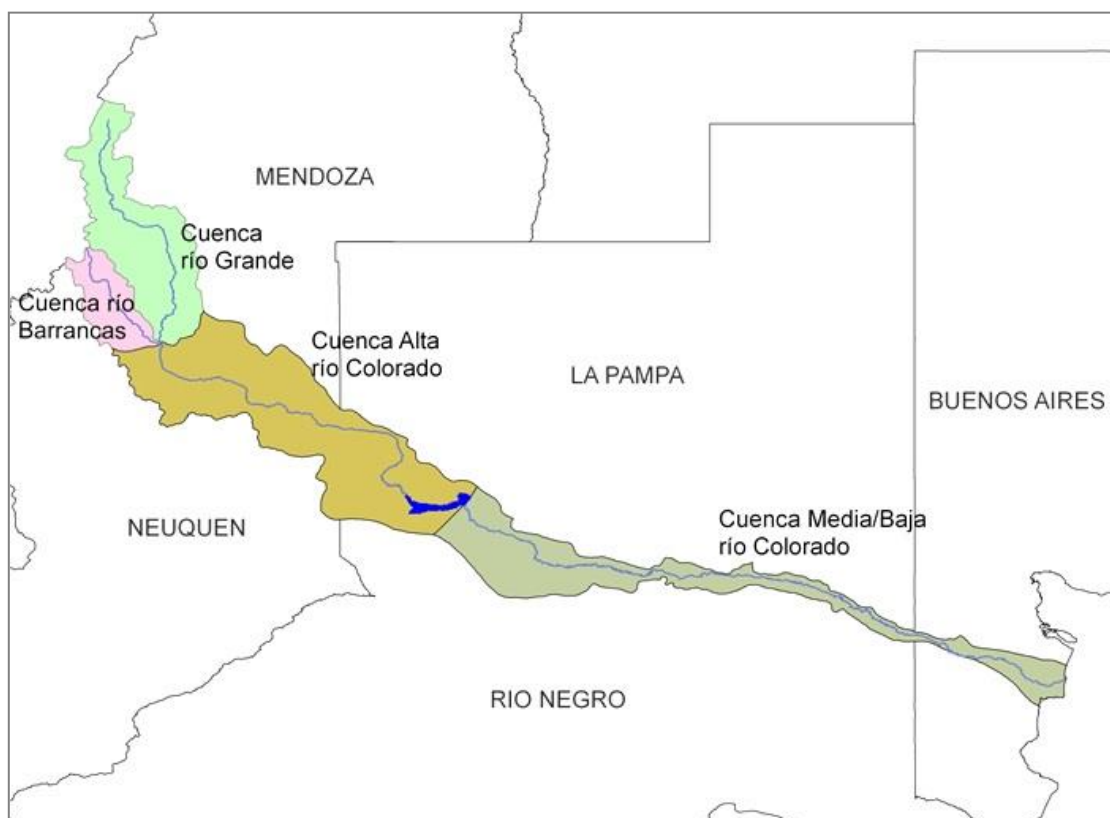 MENDOZA
Cuenca
río Grande
Cuenca río
Barrancas
Cuenca Alta
río Colorado
LA PAMPA
BUENOS AIRES
NEUQUEN
Cuenca Media/Baja
río Colorado
RIO NEGRO